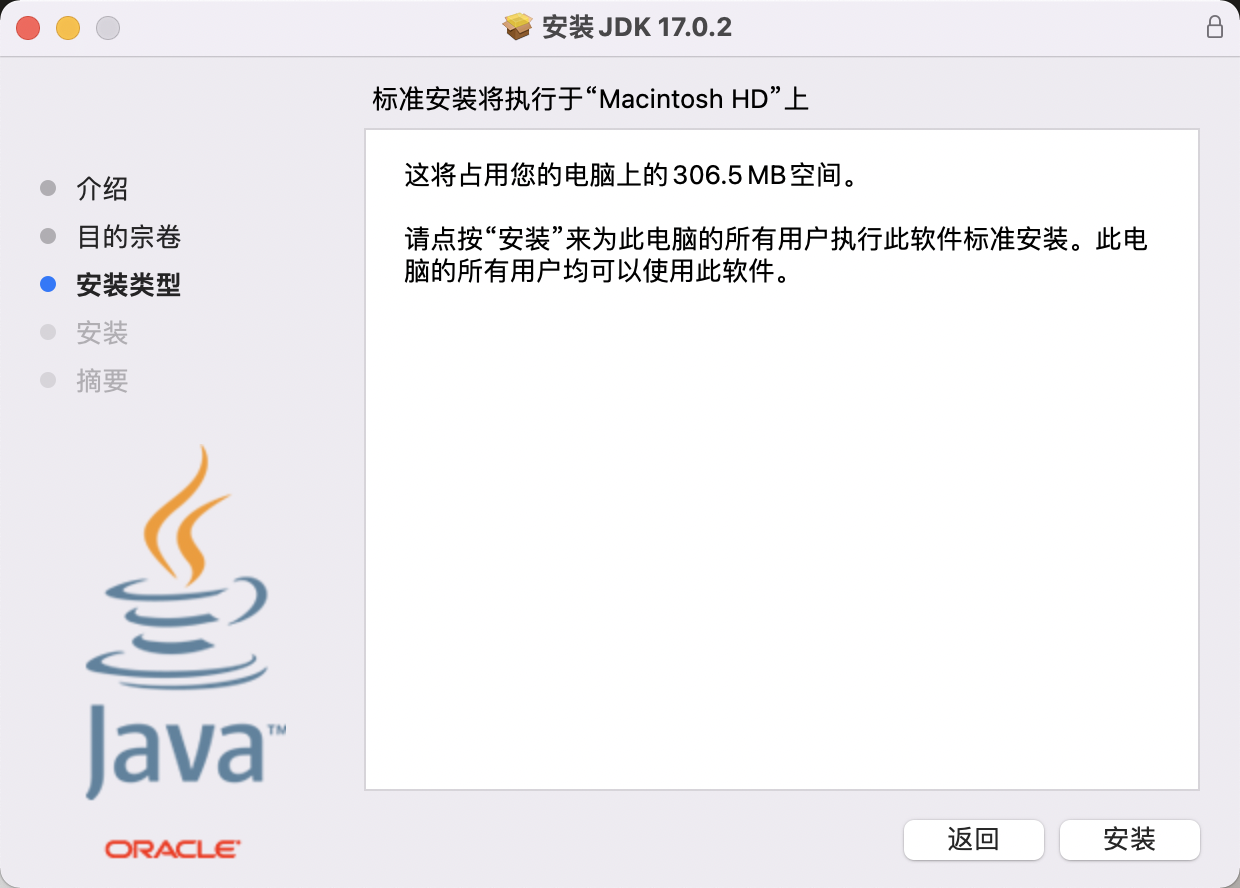 安装 JDK 17.0.2
标准安装将执行于“Macintosh HD”上
介绍
目的宗卷
安装类型
安装
摘要
这将占用您的电脑上的 306.5 MB 空间。
请点按“安装”来为此电脑的所有用户执行此软件标准安装。此电
脑的所有用户均可以使用此软件。
Java™
ORACLE®
返回
安装